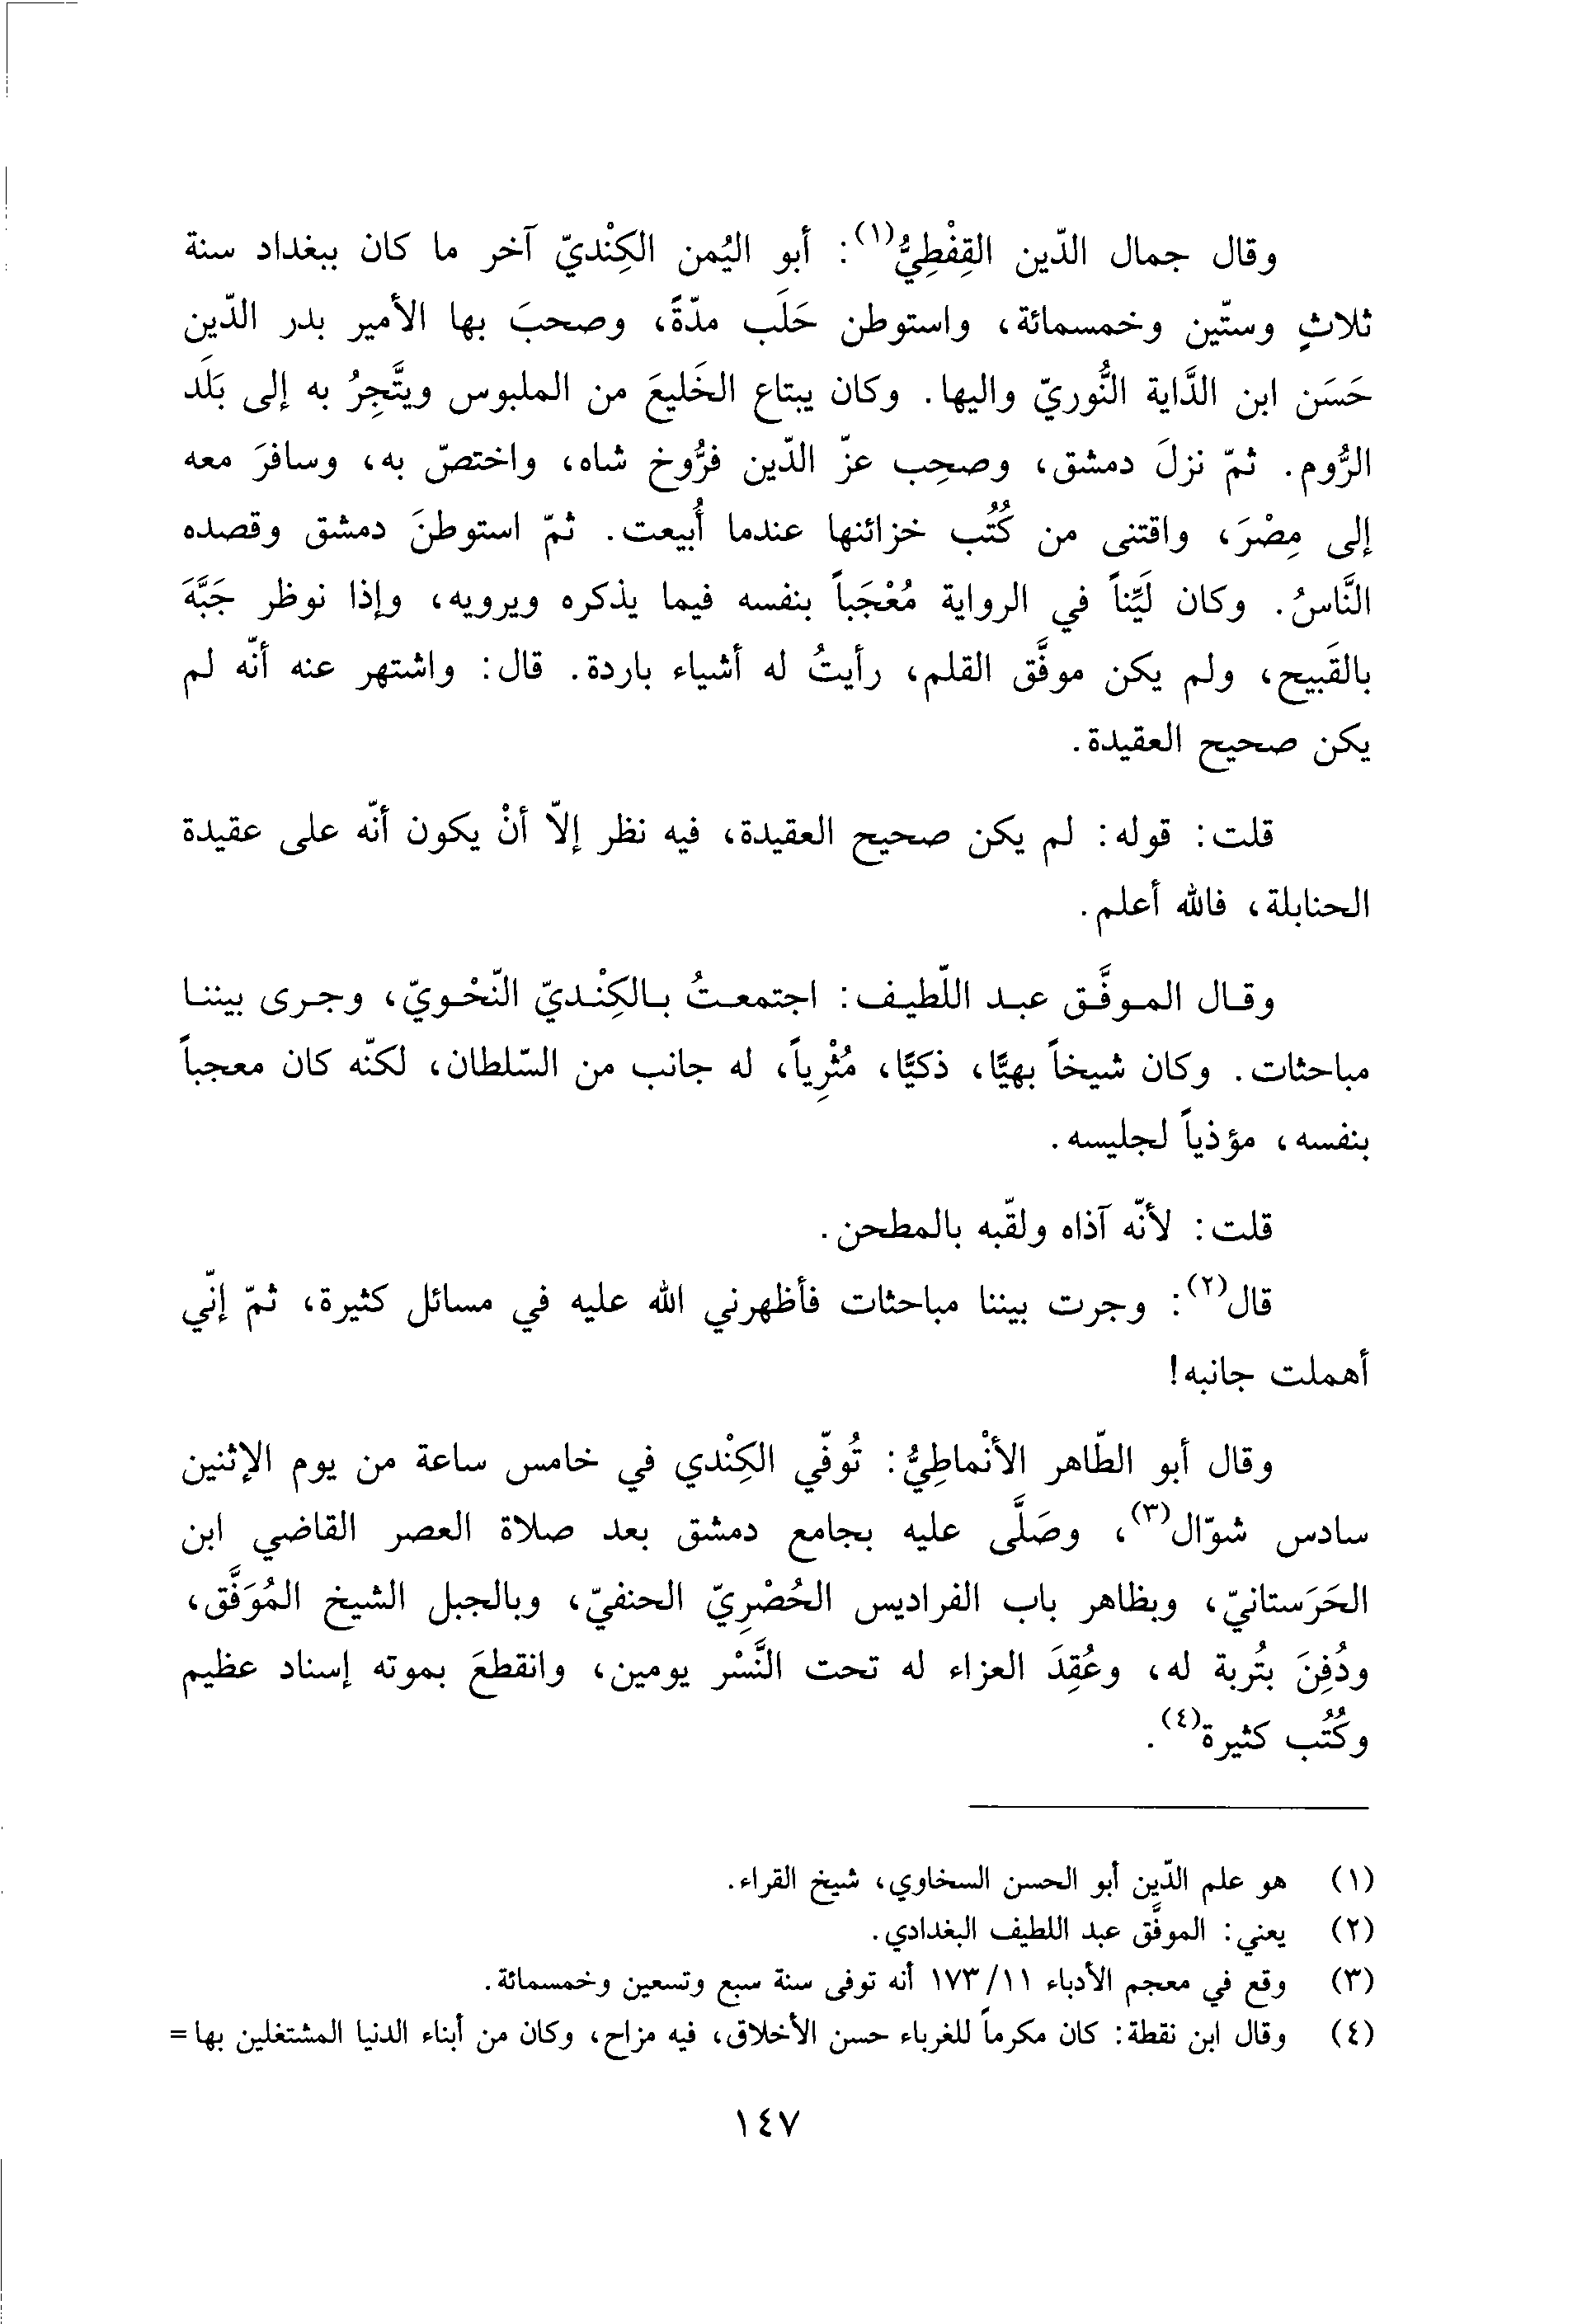 وقال جمال الدّين القِفْطِيُّ(١): أبو اليُمن الكِنْديّ آخر ما كان ببغداد سنة
ثلاثٍ وستّين وخمسمائة، واستوطن حَلَب مدّةً، وصحبَ بها الأمير بدر الدّين
حَسَن ابن الدَّاية النُّوريّ واليها. وكان يبتاع الخَليعَ من الملبوس ويتَّجِرُ به إلى بَلَد
الرُّوم. ثمّ نزلَ دمشق، وصحِب عزّ الدّين فرُّوخ شاه، واختصّ به، وسافرَ معه
إلى مِصْرَ، واقتنى من كُتُب خزائنها عندما أُبيعت. ثمّ استوطنَ دمشق وقصده
النَّاسُ. وكان لَيِّناً في الرواية مُعْجَباً بنفسه فيما يذكره ويرويه، وإذا نوظر جَبَّهَ
بالقَبيح، ولم يكن موفَّق القلم، رأيتُ له أشياء باردة. قال: واشتهر عنه أنّه لم
يكن صحيح العقيدة.
قلت: قوله: لم يكن صحيح العقيدة، فيه نظر إلاّ أنْ يكون أنّه على عقيدة
الحنابلة، فالله أعلم.
وقال الموفَّق عبد اللّطيف: اجتمعتُ بالكِنْديّ النّحْويّ، وجرى بيننا
مباحثات. وكان شيخاً بهيًّا، ذكيًّا، مُثْرِياً، له جانب من السّلطان، لكنّه كان معجباً
بنفسه، مؤذياً لجليسه.
قلت: لأنّه آذاه ولقّبه بالمطحن.
قال(٢): وجرت بيننا مباحثات فأظهرني الله عليه في مسائل كثيرة، ثمّ إنّي
أهملت جانبه!
وقال أبو الطّاهر الأنْماطِيُّ: تُوفّي الكِنْدي في خامس ساعة من يوم الإثنين
سادس شوّال(٣)، وصَلَّى عليه بجامع دمشق بعد صلاة العصر القاضي ابن
الحَرَستانيّ، وبظاهر باب الفراديس الحُصْرِيّ الحنفيّ، وبالجبل الشيخ المُوَفَّق،
ودُفِنَ بتُربة له، وعُقِدَ العزاء له تحت النَّسْر يومين، وانقطعَ بموته إسناد عظيم
وكُتُب كثيرة(٤).
(١) هو علم الدّين أبو الحسن السخاوي، شيخ القراء.
(٢) يعني: الموفَّق عبد اللطيف البغدادي.
(٣) وقع في معجم الأدباء ١٧٣/١١ أنه توفى سنة سبع وتسعين وخمسمائة.
(٤) وقال ابن نقطة: كان مكرماً للغرباء حسن الأخلاق، فيه مزاح، وكان من أبناء الدنيا المشتغلين بها=
١٤٧